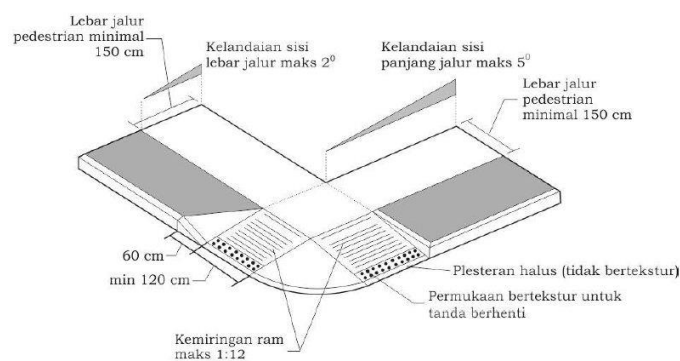 Lebar jalur
pedestrian minimal
150 cm
Kelandaian sisi
lebar jalur maks 2⁰
Kelandaian sisi
panjang jalur maks 5⁰
Lebar jalur
pedestrian
minimal 150 cm
60 cm
min 120 cm
Plesteran halus (tidak bertekstur)
Permukaan bertekstur untuk
tanda berhenti
Kemiringan ram
maks 1:12